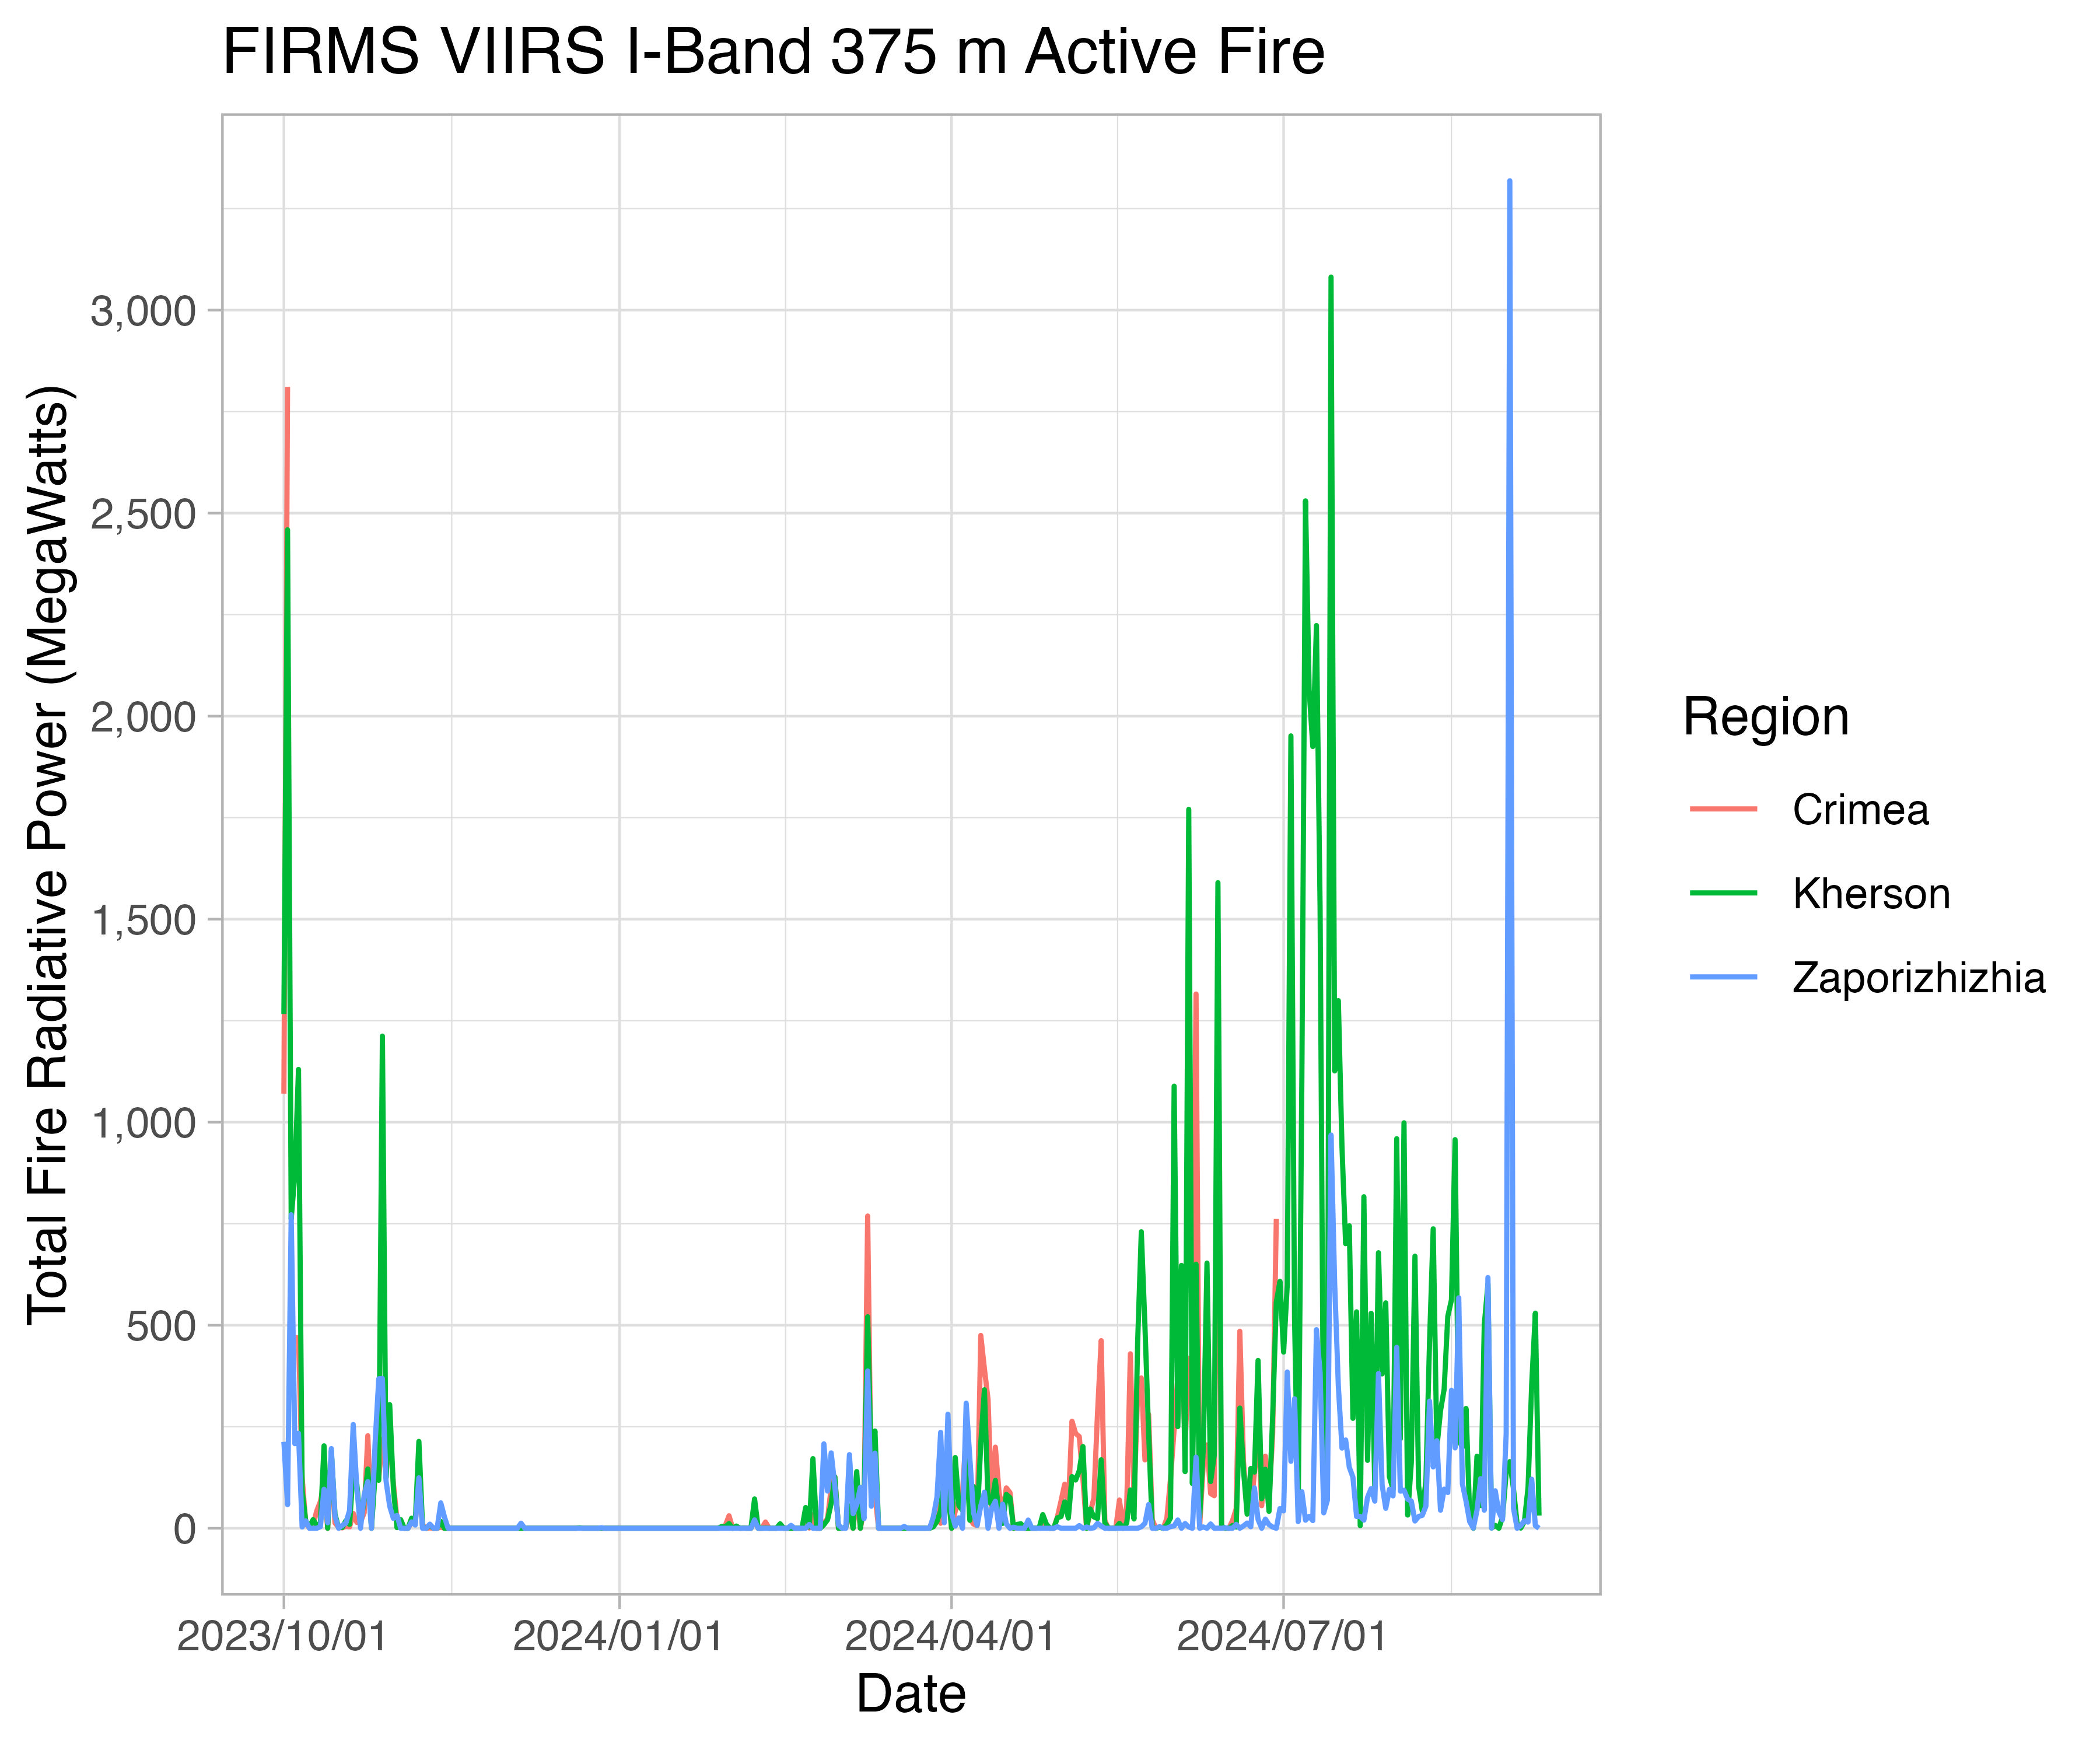 FIRMS VIIRS I-Band 375 m Active Fire
Total Fire Radiative Power (MegaWatts)
3,000
2,500
2,000
1,500
1,000
500
0
2023/10/01
2024/01/01
2024/04/01
2024/07/01
Date
Region
Crimea
Kherson
Zaporizhizhia